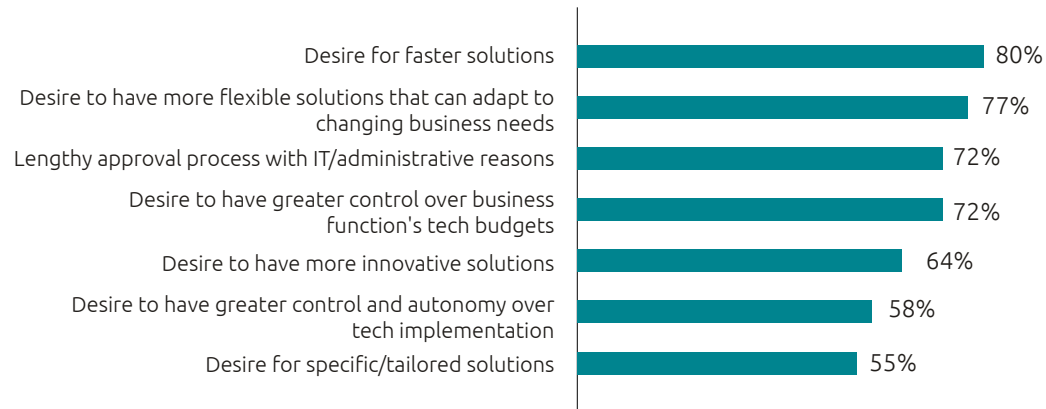 Desire for faster solutions 80%
Desire to have more flexible solutions that can adapt to
changing business needs 77%
Lengthy approval process with IT/administrative reasons 72%
Desire to have greater control over business
function's tech budgets 72%
Desire to have more innovative solutions 64%
Desire to have greater control and autonomy over
tech implementation 58%
Desire for specific/tailored solutions 55%